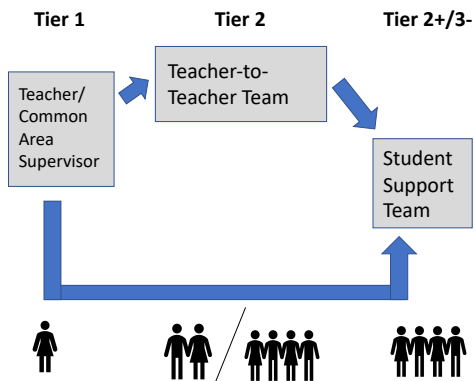 Tier 1
Tier 2
Tier 2+/3-
Teacher/
Common
Area
Supervisor
Teacher-to-
Teacher Team
Student
Support
Team